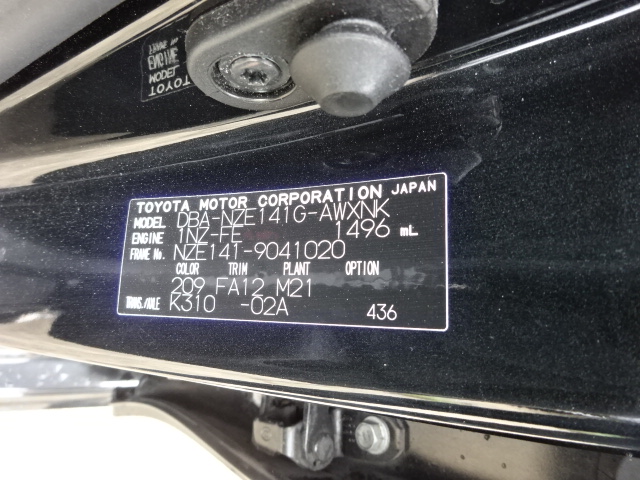 TOYOTA MOTOR CORPORATION JAPAN
MODEL DBA-NZE141G-AWXNK
ENGINE 1NZ-FE 1496 mL
FRAME No. NZE141-9041020
COLOR TRIM PLANT OPTION
209 FA12 M21
TRANS./AXLE K310 -02A 436